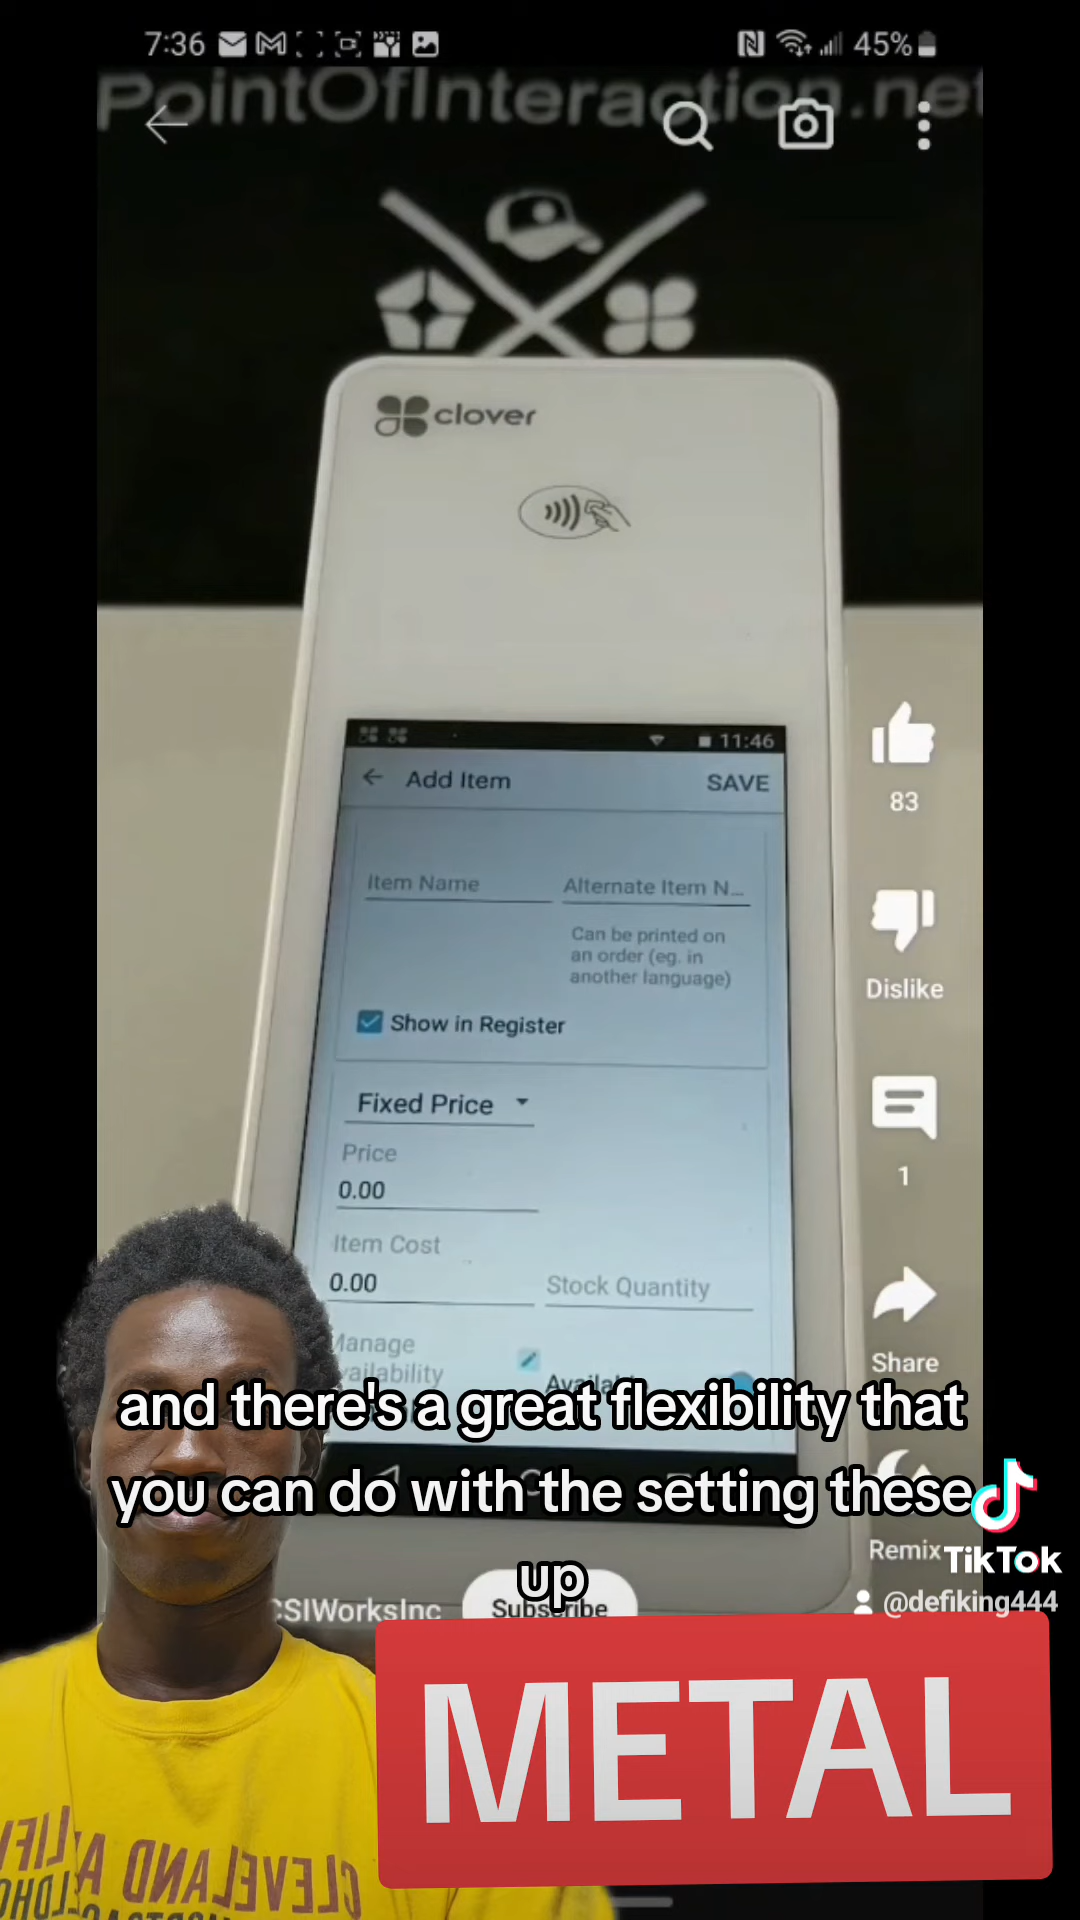 7:36
45%
PointOfInteraction.net
clover
11:46
Add Item
SAVE
Item Name
Alternate Item N...
Can be printed on
an order (eg. in
another language)
Show in Register
Fixed Price
Price
0.00
Item Cost
0.00
Stock Quantity
Manage
Availability
83
Dislike
1
Share
Remix
and there's a great flexibility that
you can do with the setting these
up
TikTok
@defiking444
CSIWorksInc
Subscribe
METAL
CLEVELAND